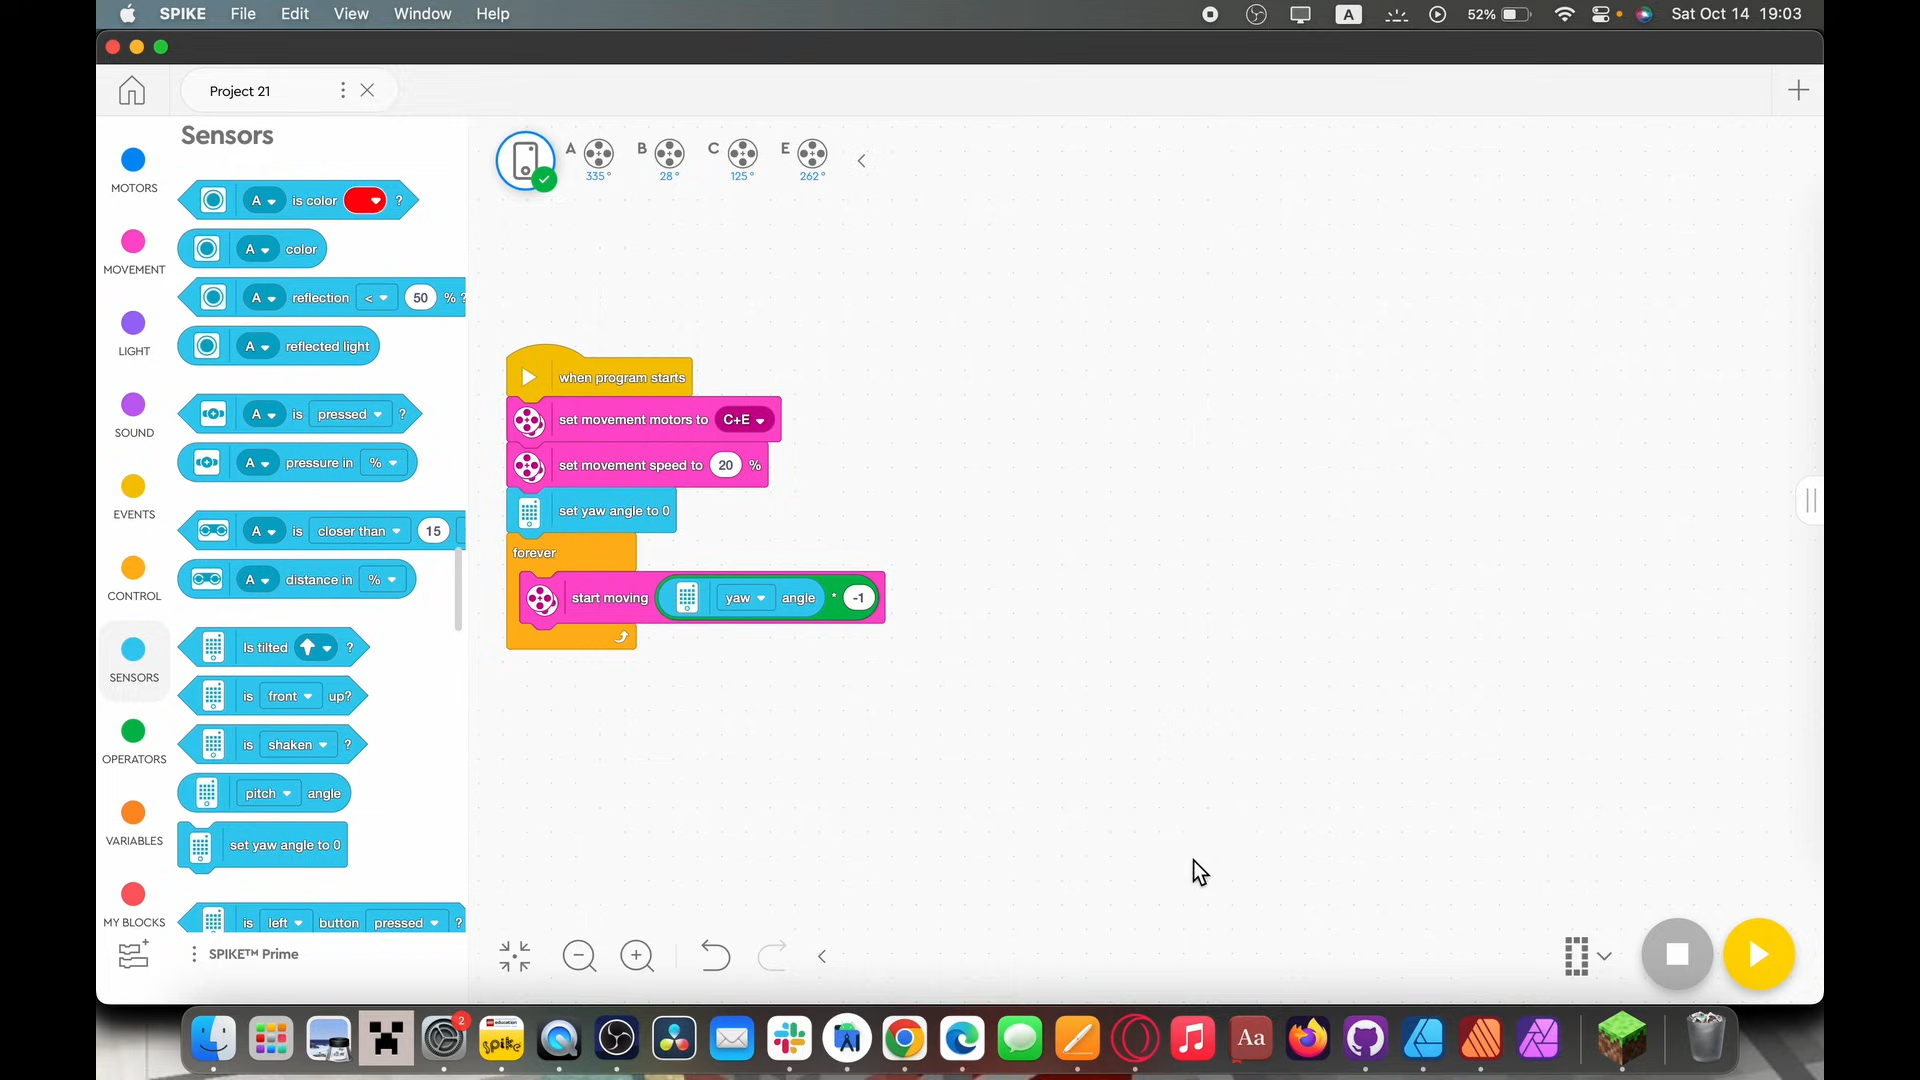 SPIKE File Edit View Window Help A 52% Sat Oct 14 19:03
Project 21
Sensors
MOTORS
MOVEMENT
LIGHT
SOUND
EVENTS
CONTROL
SENSORS
OPERATORS
VARIABLES
MY BLOCKS
A is color ?
A color
A reflection < 50 % ?
A reflected light
A is pressed ?
A pressure in %
A is closer than 15
A distance in %
Is tilted ?
is front up?
is shaken ?
pitch angle
set yaw angle to 0
is left button pressed ?
SPIKE™ Prime
A B C E
335° 28° 125° 262°
when program starts
set movement motors to C+E
set movement speed to 20 %
set yaw angle to 0
forever
start moving yaw angle * -1
2
education
spike
Aa